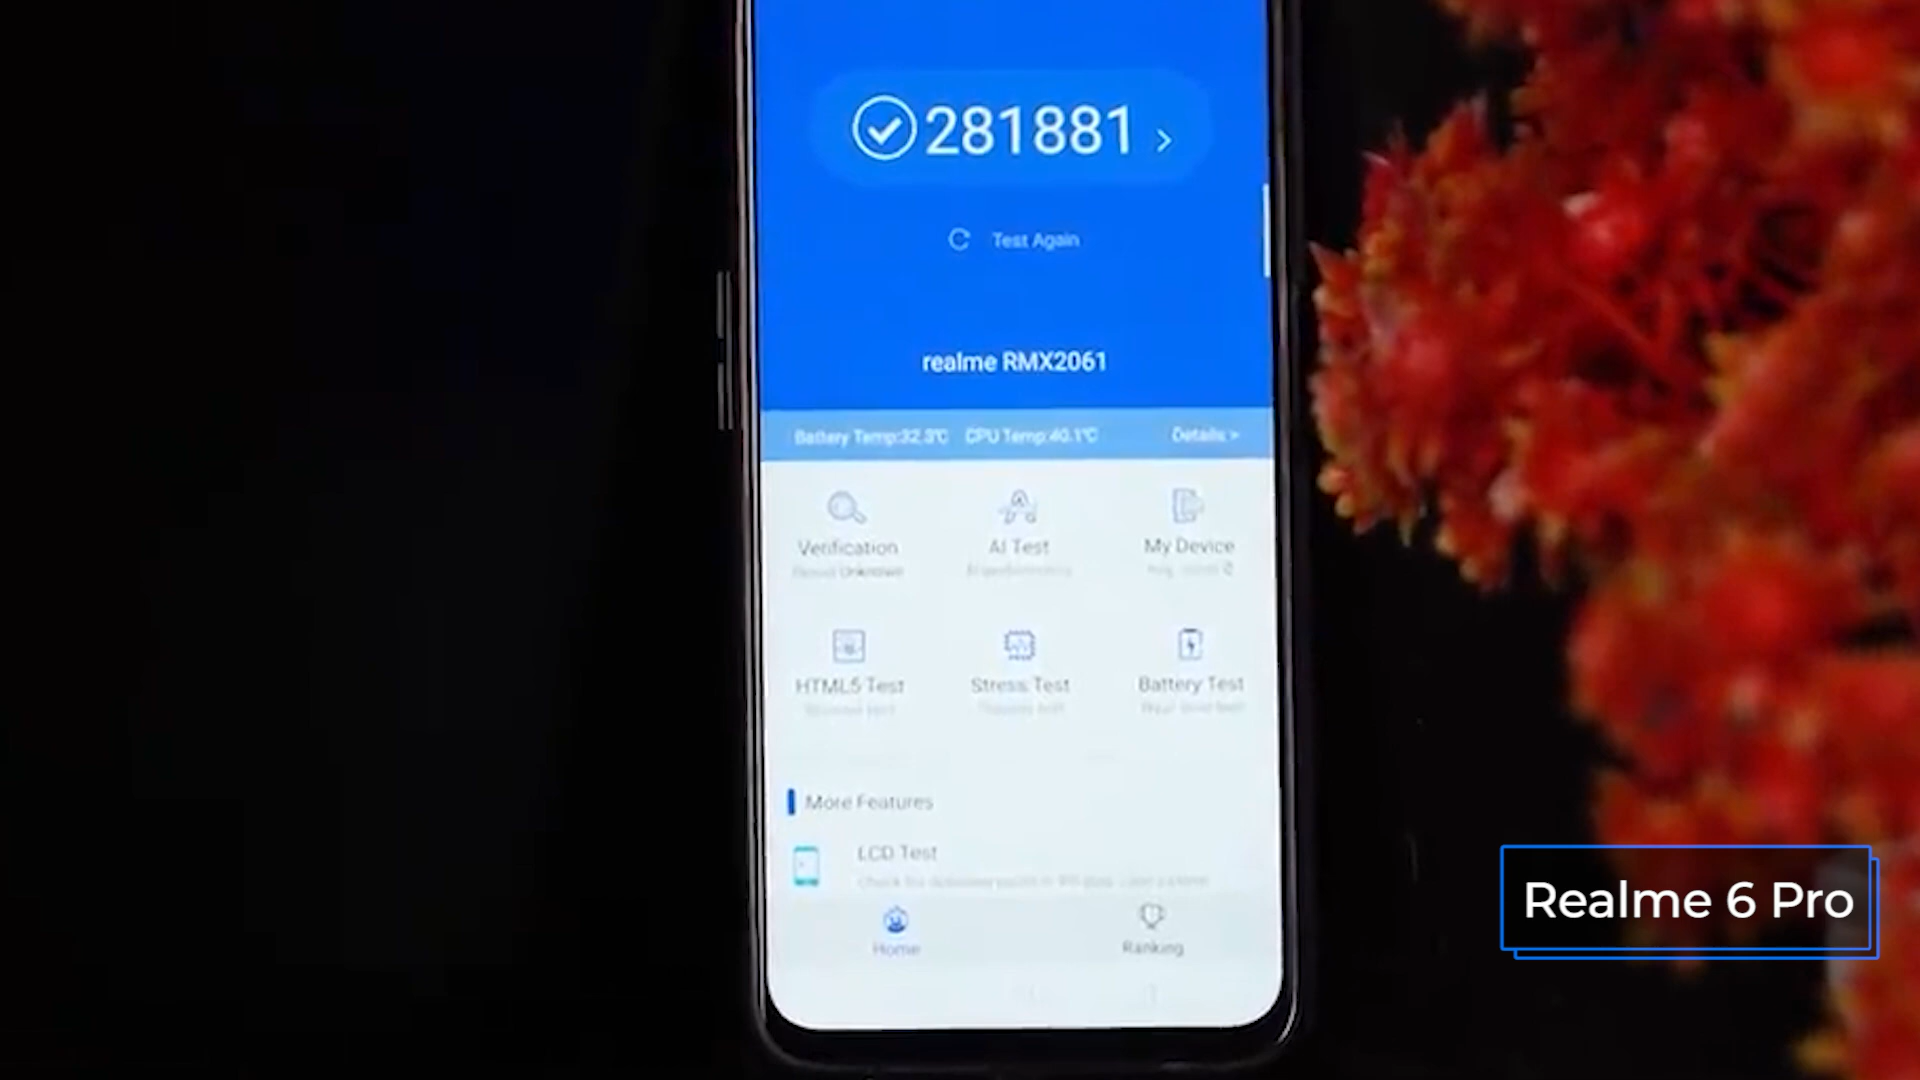 281881 >
Test Again
realme RMX2061
Battery Temp:32.3℃ CPU Temp:40.1℃ Details >
Verification AI Test My Device
Unknown
HTML5 Test Stress Test Battery Test
More Features
LCD Test
Home Ranking
Realme 6 Pro